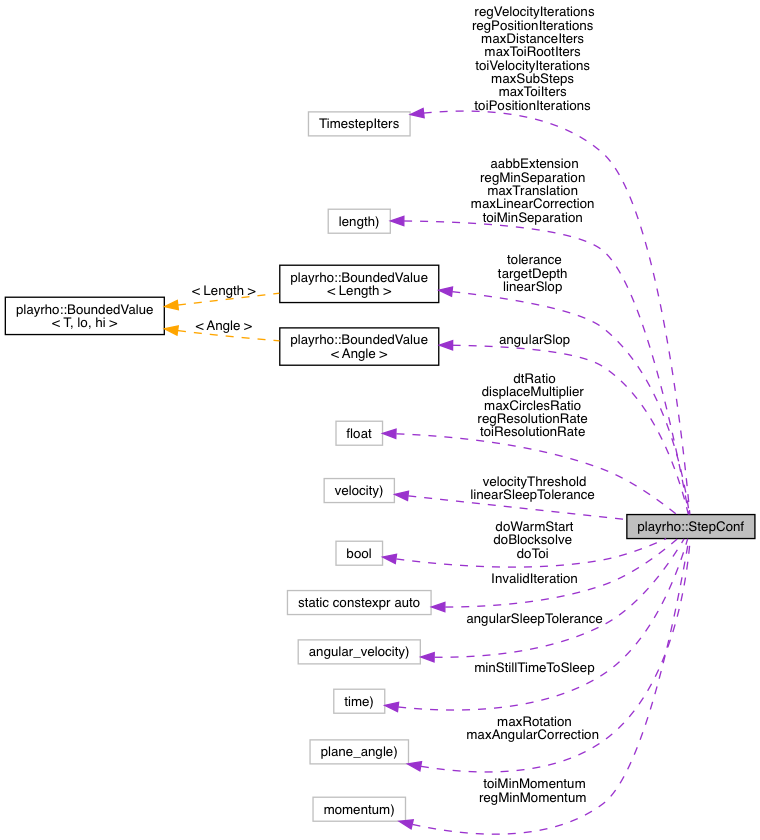 regVelocityIterations
regPositionIterations
maxDistanceIters
maxToiRootIters
toiVelocityIterations
maxSubSteps
maxToiIters
toiPositionIterations
TimestepIters
aabbExtension
regMinSeparation
maxTranslation
maxLinearCorrection
toiMinSeparation
length)
tolerance
targetDepth
linearSlop
playrho::BoundedValue
< Length >
< Length >
playrho::BoundedValue
< T, lo, hi >
< Angle >
playrho::BoundedValue
< Angle >
angularSlop
dtRatio
displaceMultiplier
maxCirclesRatio
regResolutionRate
toiResolutionRate
float
velocityThreshold
linearSleepTolerance
velocity)
playrho::StepConf
doWarmStart
doBlocksolve
doToi
bool
InvalidIteration
static constexpr auto
angularSleepTolerance
angular_velocity)
minStillTimeToSleep
time)
maxRotation
maxAngularCorrection
plane_angle)
toiMinMomentum
regMinMomentum
momentum)